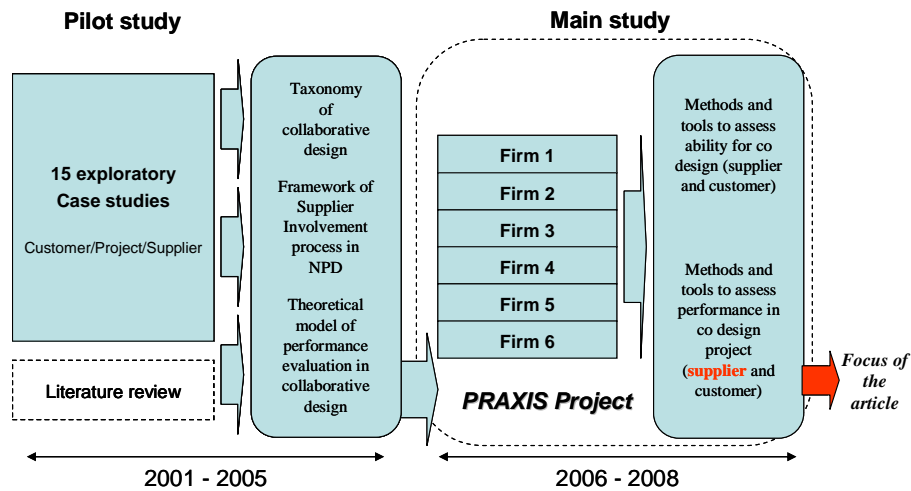 Pilot study
Main study
15 exploratory
Case studies
Customer/Project/Supplier
Literature review
Taxonomy
of
collaborative
design
Framework of
Supplier
Involvement
process in
NPD
Theoretical
model of
performance
evaluation in
collaborative
design
Firm 1
Firm 2
Firm 3
Firm 4
Firm 5
Firm 6
PRAXIS Project
Methods and
tools to assess
ability for co
design (supplier
and customer)
Methods and
tools to assess
performance in
co design
project
(supplier and
customer)
Focus of
the
article
2001 - 2005
2006 - 2008